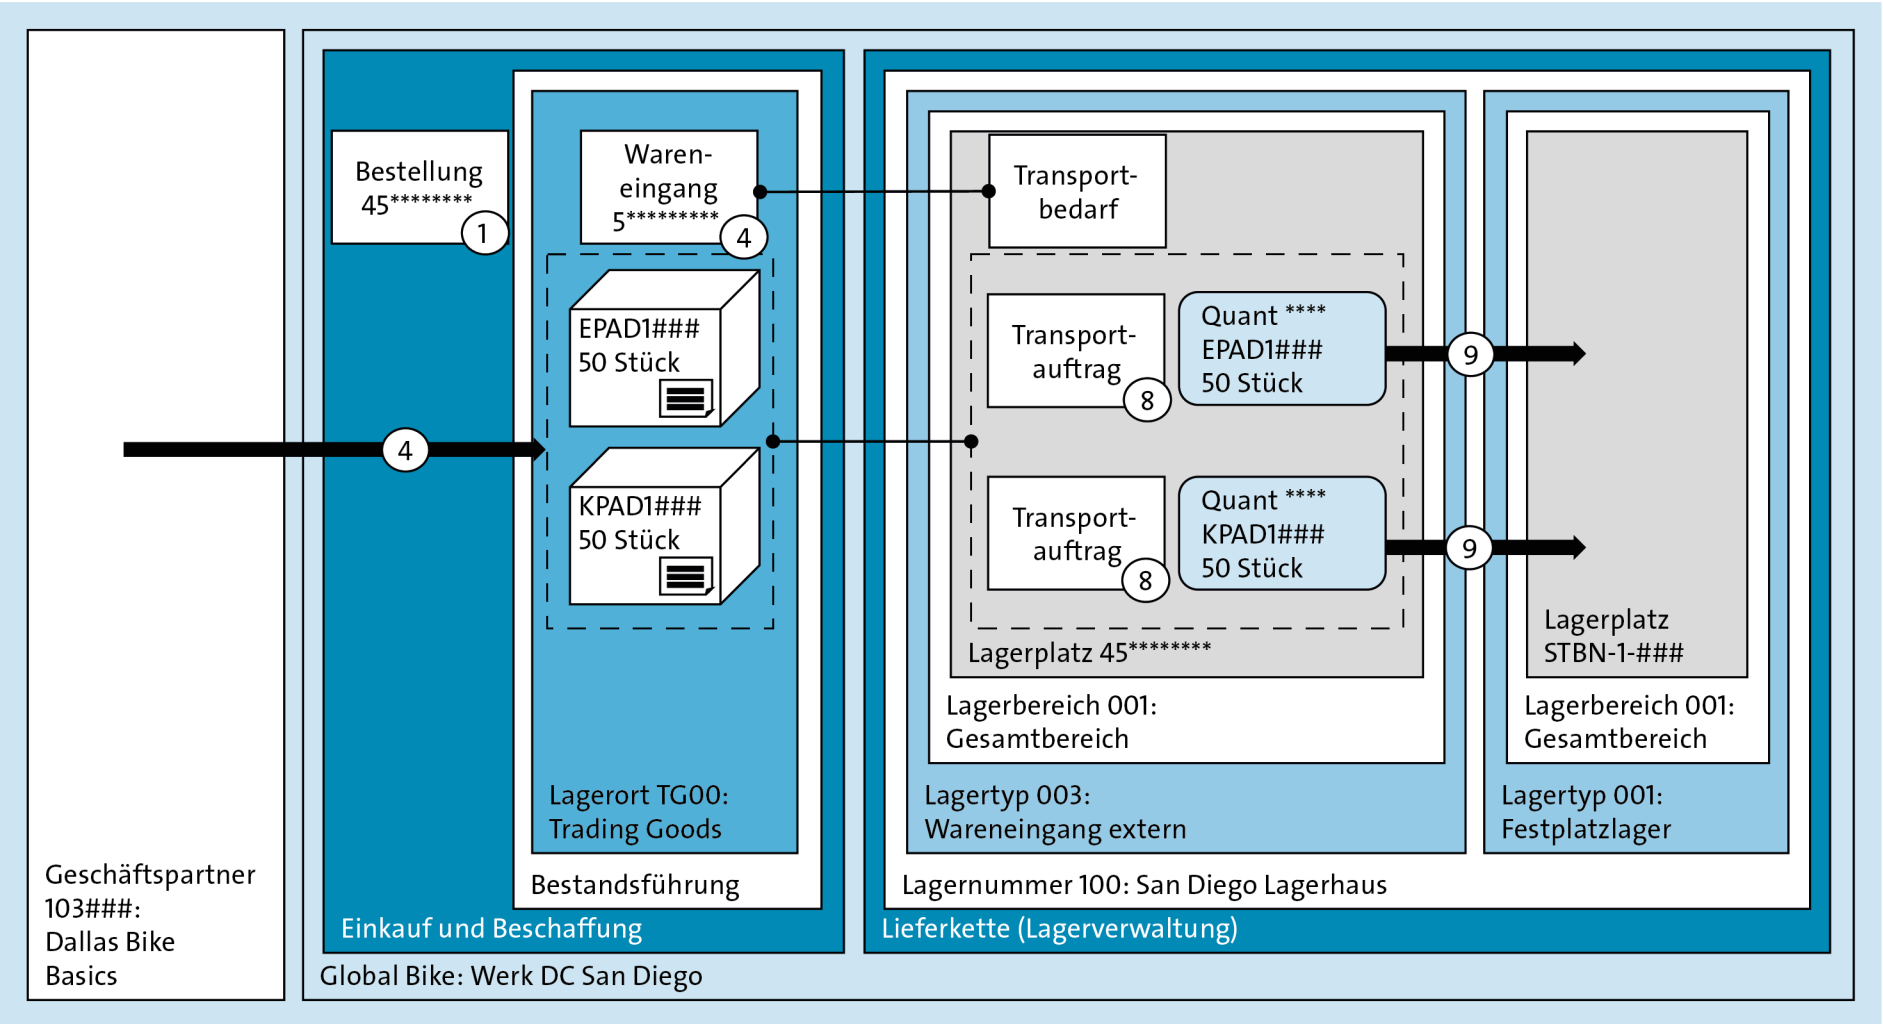 Bestellung
45********
1
Waren-
eingang
5*********
4
Transport-
bedarf
EPAD1###
50 Stück
KPAD1###
50 Stück
4
Transport-
auftrag
8
Quant ****
EPAD1###
50 Stück
9
Transport-
auftrag
8
Quant ****
KPAD1###
50 Stück
9
Lagerplatz 45********
Lagerplatz
STBN-1-###
Lagerbereich 001:
Gesamtbereich
Lagerbereich 001:
Gesamtbereich
Lagerort TG00:
Trading Goods
Lagertyp 003:
Wareneingang extern
Lagertyp 001:
Festplatzlager
Geschäftspartner
103###:
Dallas Bike
Basics
Bestandsführung
Lagernummer 100: San Diego Lagerhaus
Einkauf und Beschaffung
Lieferkette (Lagerverwaltung)
Global Bike: Werk DC San Diego